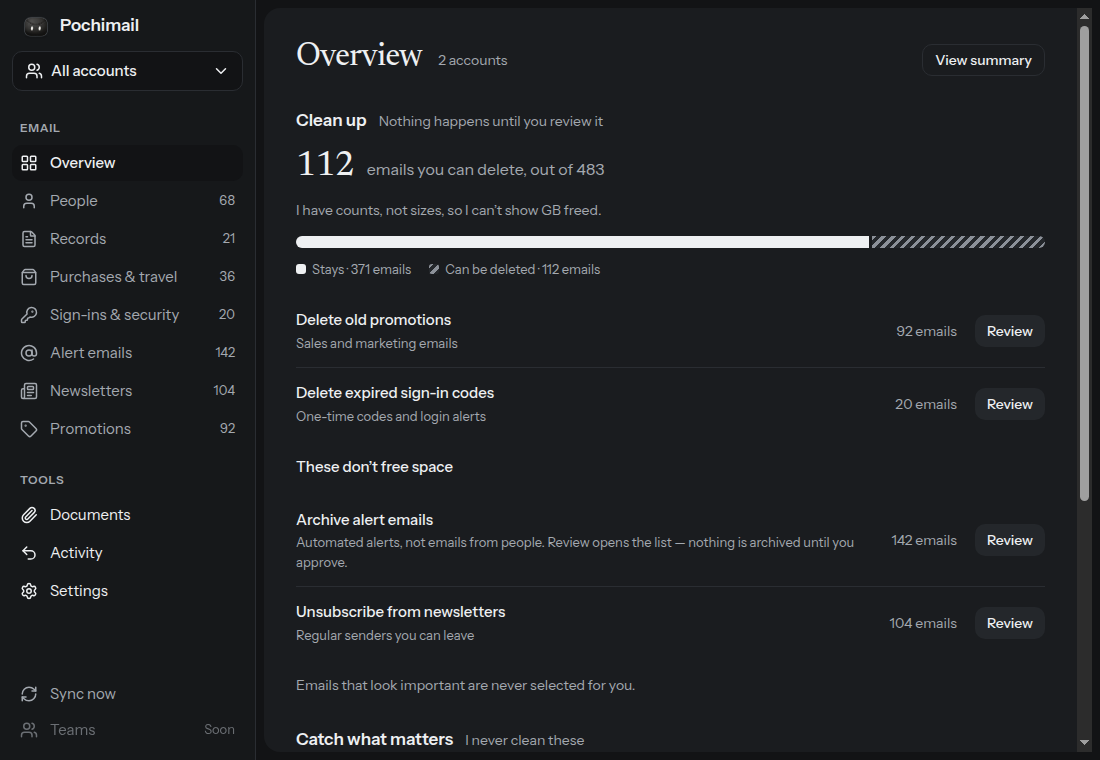 Pochimail
All accounts
EMAIL
Overview
People 68
Records 21
Purchases & travel 36
Sign-ins & security 20
Alert emails 142
Newsletters 104
Promotions 92
TOOLS
Documents
Activity
Settings
Sync now
Teams Soon
Overview 2 accounts
View summary
Clean up Nothing happens until you review it
112 emails you can delete, out of 483
I have counts, not sizes, so I can’t show GB freed.
Stays · 371 emails Can be deleted · 112 emails
Delete old promotions
Sales and marketing emails
92 emails Review
Delete expired sign-in codes
One-time codes and login alerts
20 emails Review
These don’t free space
Archive alert emails
Automated alerts, not emails from people. Review opens the list — nothing is archived until you
approve.
142 emails Review
Unsubscribe from newsletters
Regular senders you can leave
104 emails Review
Emails that look important are never selected for you.
Catch what matters I never clean these